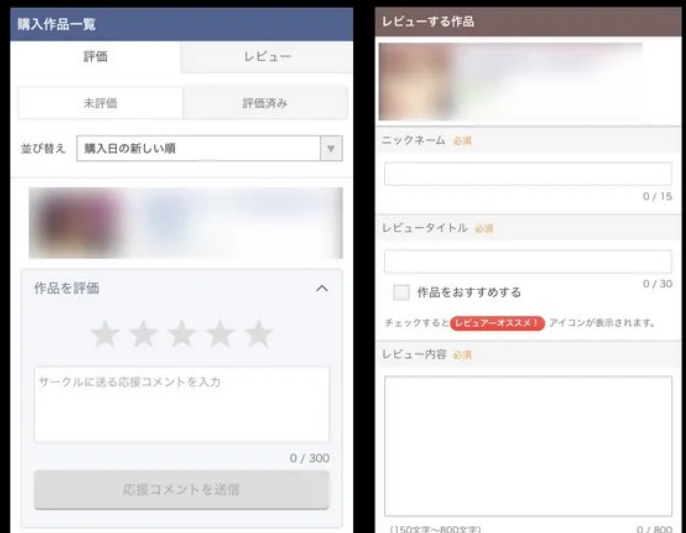 購入作品一覧
評価
レビュー
未評価
評価済み
並び替え
購入日の新しい順
作品を評価
サークルに送る応援コメントを入力
0 / 300
応援コメントを送信
レビューする作品
ニックネーム 必須
0 / 15
レビュータイトル 必須
0 / 30
作品をおすすめする
チェックすると レビュアーオススメ! アイコンが表示されます。
レビュー内容 必須
(150文字〜800文字)
0 / 800